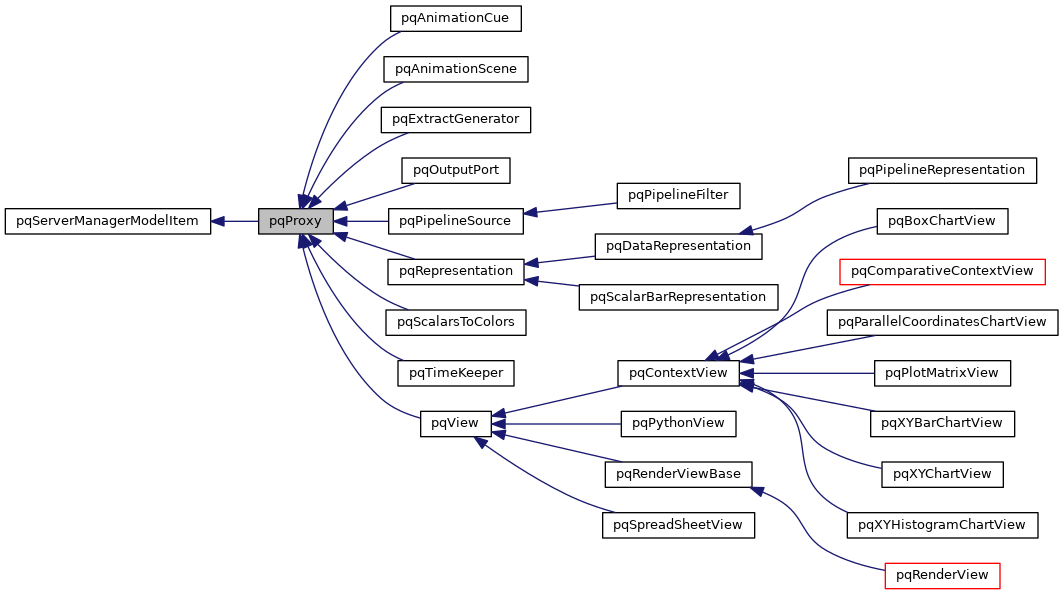 pqAnimationCue
pqAnimationScene
pqExtractGenerator
pqOutputPort
pqPipelineRepresentation
pqPipelineFilter
pqServerManagerModelItem
pqProxy
pqPipelineSource
pqBoxChartView
pqDataRepresentation
pqRepresentation
pqComparativeContextView
pqScalarBarRepresentation
pqScalarsToColors
pqParallelCoordinatesChartView
pqTimeKeeper
pqContextView
pqPlotMatrixView
pqView
pqPythonView
pqXYBarChartView
pqRenderViewBase
pqXYChartView
pqSpreadSheetView
pqXYHistogramChartView
pqRenderView